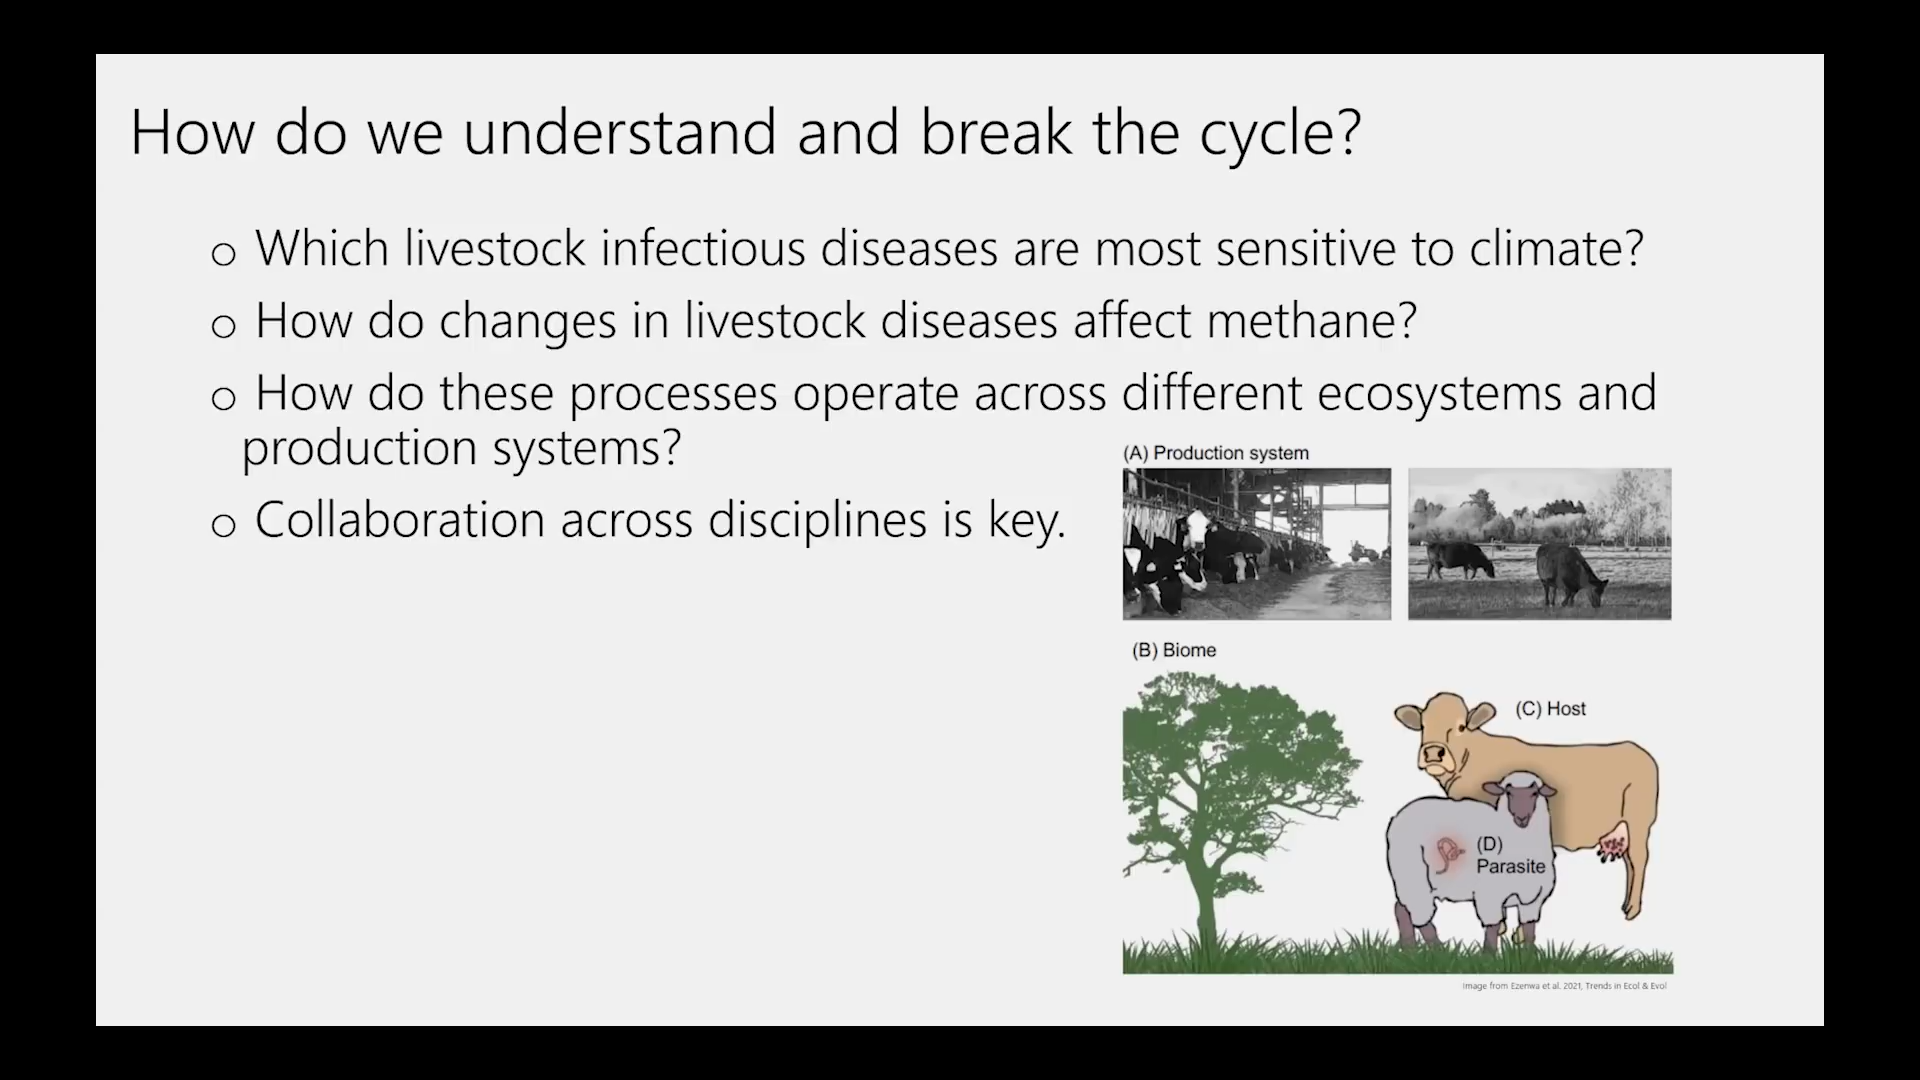 How do we understand and break the cycle?
o Which livestock infectious diseases are most sensitive to climate?
o How do changes in livestock diseases affect methane?
o How do these processes operate across different ecosystems and
production systems?
o Collaboration across disciplines is key.
(A) Production system
(B) Biome
(C) Host
(D)
Parasite
Image from Ezenwa et al. 2021, Trends in Ecol & Evol